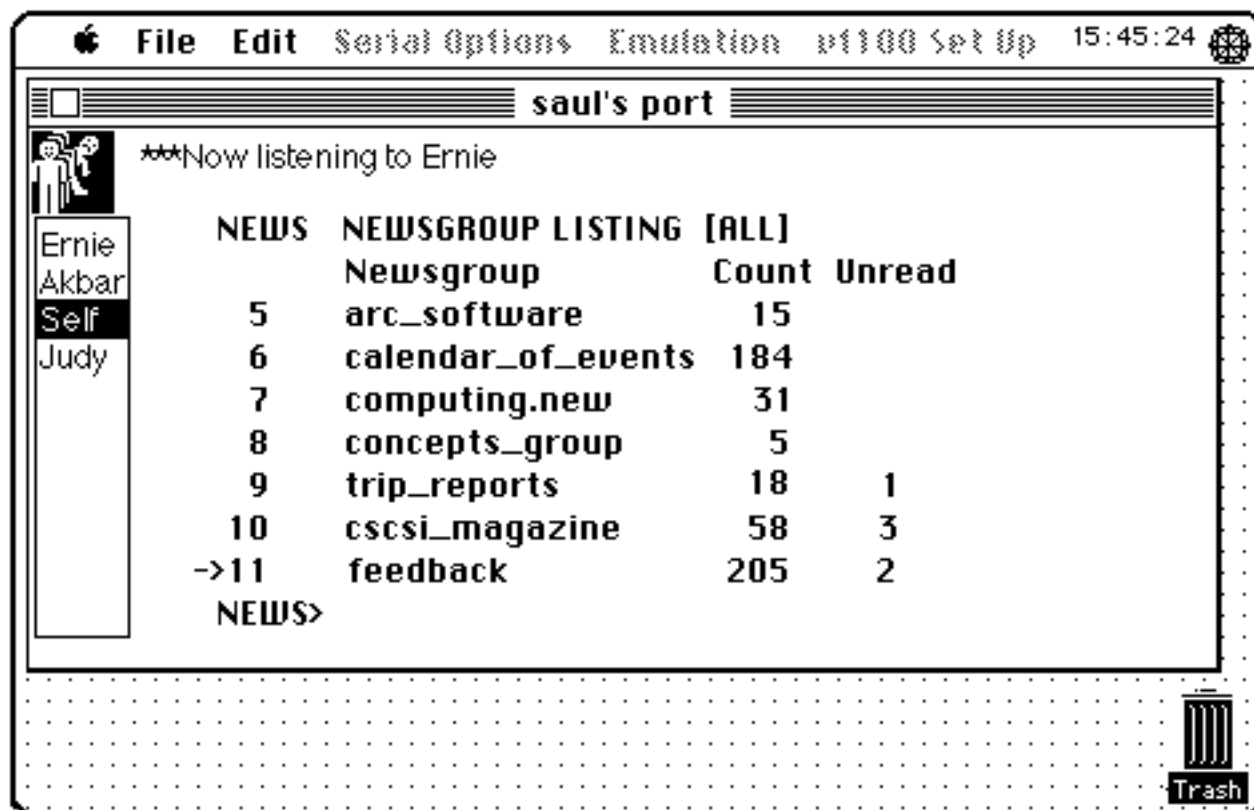 File Edit Serial Options Emulation vt100 Set Up 15:45:24
saul's port
***Now listening to Ernie
Ernie
Akbar
Self
Judy
NEWS NEWSGROUP LISTING [ALL]
Newsgroup Count Unread
5 arc_software 15
6 calendar_of_events 184
7 computing.new 31
8 concepts_group 5
9 trip_reports 18 1
10 cscsi_magazine 58 3
->11 feedback 205 2
NEWS>
Trash